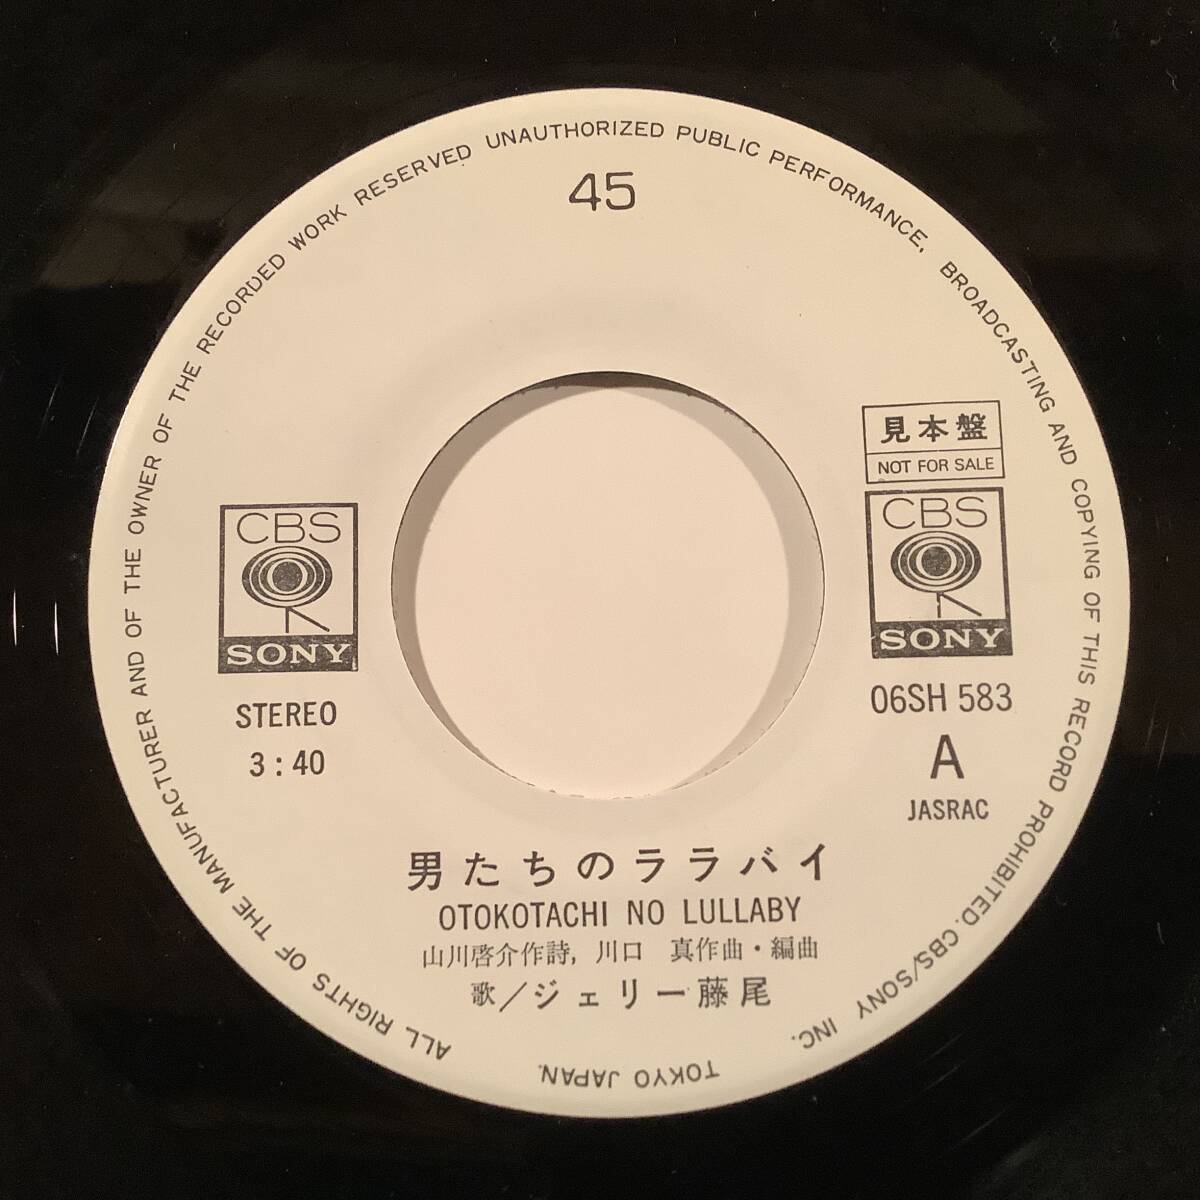 ALL RIGHTS OF THE MANUFACTURER AND OF THE OWNER OF THE RECORDED WORK RESERVED UNAUTHORIZED PUBLIC PERFORMANCE, BROADCASTING AND COPYING OF THIS RECORD PROHIBITED. CBS/SONY INC. TOKYO JAPAN.
45
見本盤
NOT FOR SALE
CBS
SONY
STEREO
3:40
CBS
SONY
06SH 583
A
JASRAC
男たちのララバイ
OTOKOTACHI NO LULLABY
山川啓介作詩, 川口 真作曲・編曲
歌/ジェリー藤尾